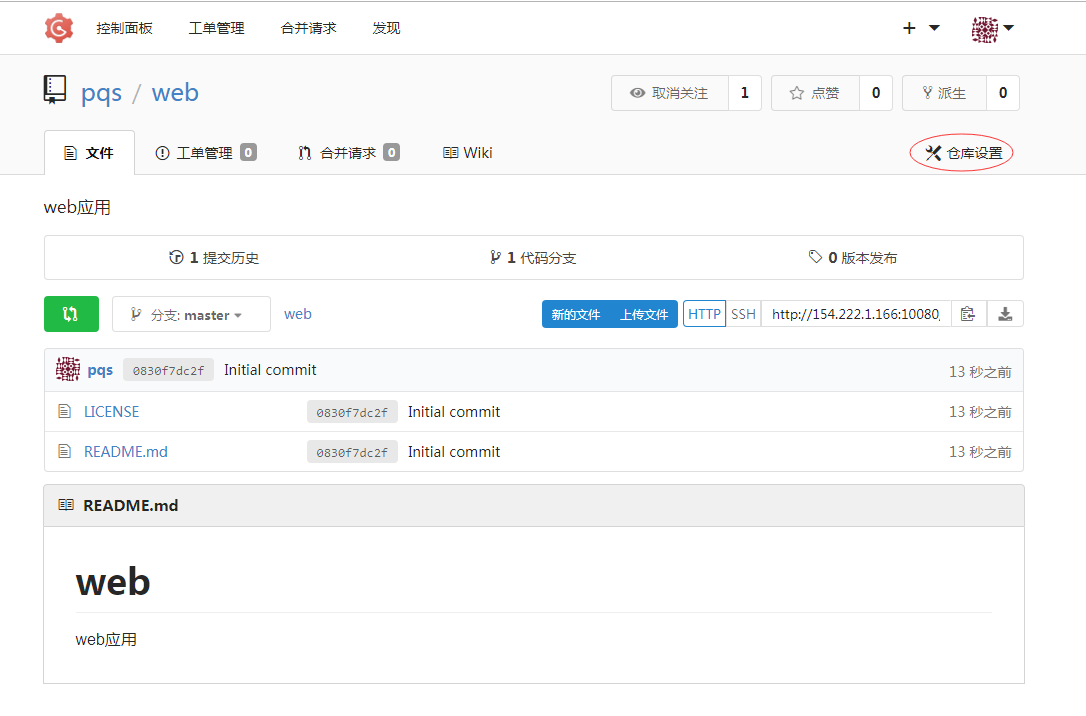 控制面板 工单管理 合并请求 发现
pqs / web 取消关注 1 点赞 0 派生 0
文件 工单管理 0 合并请求 0 Wiki 仓库设置
web应用
1 提交历史 1 代码分支 0 版本发布
分支: master web 新的文件 上传文件 HTTP SSH http://154.222.1.166:10080
pqs 0830f7dc2f Initial commit 13 秒之前
LICENSE 0830f7dc2f Initial commit 13 秒之前
README.md 0830f7dc2f Initial commit 13 秒之前
README.md
web
web应用